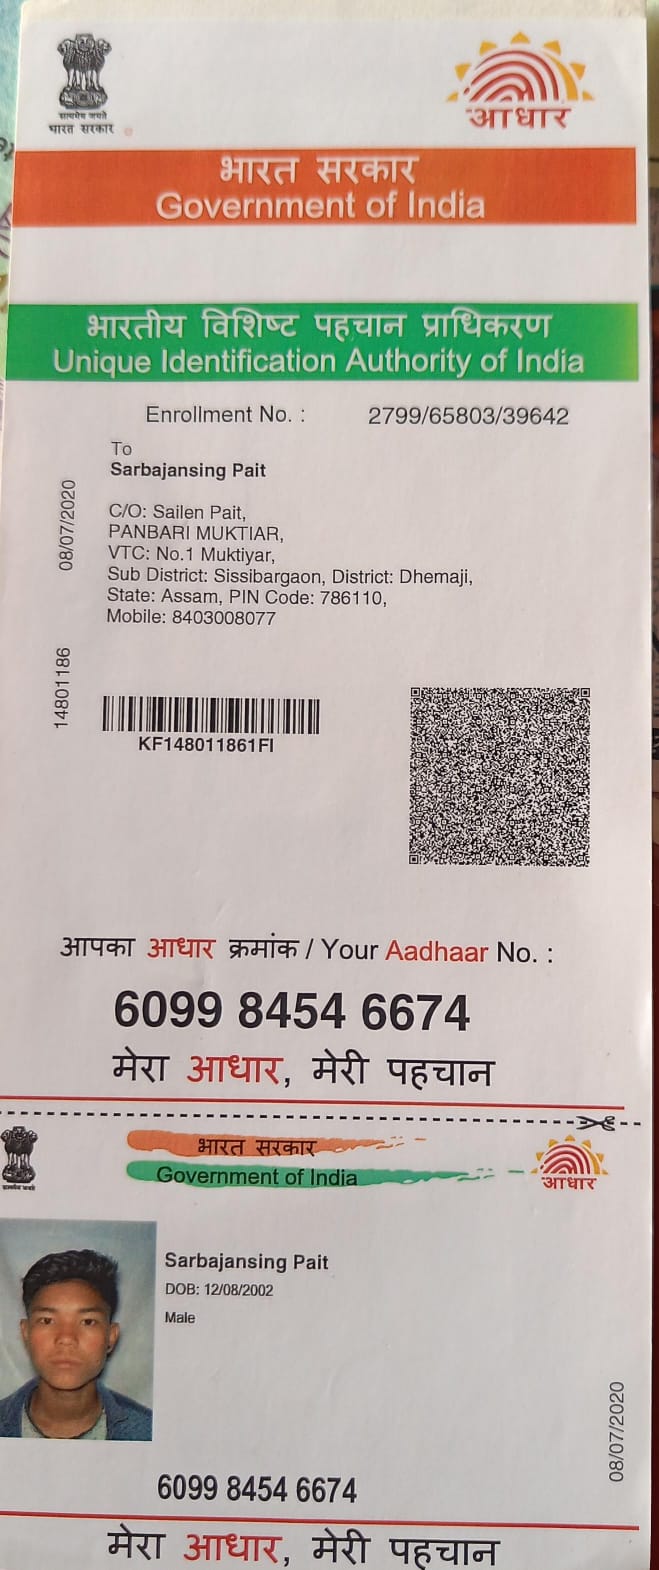 सत्यमेव जयते
भारत सरकार
आधार
भारत सरकार
Government of India
भारतीय विशिष्ट पहचान प्राधिकरण
Unique Identification Authority of India
Enrollment No. : 2799/65803/39642
To
Sarbajansing Pait
C/O: Sailen Pait,
PANBARI MUKTIAR,
VTC: No.1 Muktiyar,
Sub District: Sissibargaon, District: Dhemaji,
State: Assam, PIN Code: 786110,
Mobile: 8403008077
08/07/2020
14801186
KF148011861FI
आपका आधार क्रमांक / Your Aadhaar No. :
6099 8454 6674
मेरा आधार, मेरी पहचान
भारत सरकार
Government of India
आधार
Sarbajansing Pait
DOB: 12/08/2002
Male
08/07/2020
6099 8454 6674
मेरा आधार, मेरी पहचान